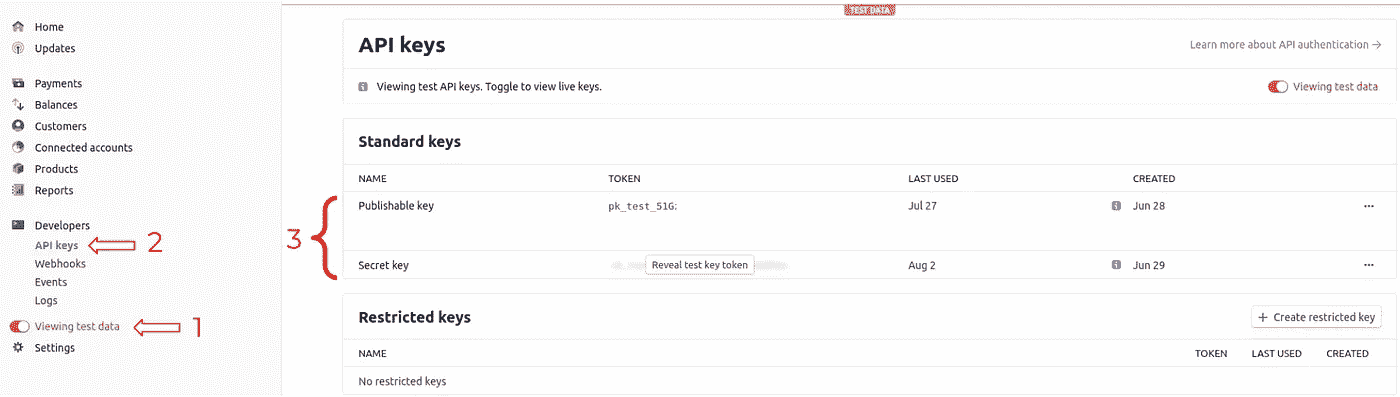 Home
Updates
Payments
Balances
Customers
Connected accounts
Products
Reports
Developers
API keys 2
Webhooks
Events
Logs
Viewing test data 1
Settings
TEST DATA
API keys Learn more about API authentication →
Viewing test API keys. Toggle to view live keys. Viewing test data
Standard keys
NAME TOKEN LAST USED CREATED
3
Publishable key pk_test_51G: Jul 27 Jun 28 ...
Secret key Reveal test key token Aug 2 Jun 29 ...
Restricted keys + Create restricted key
NAME TOKEN LAST USED CREATED
No restricted keys